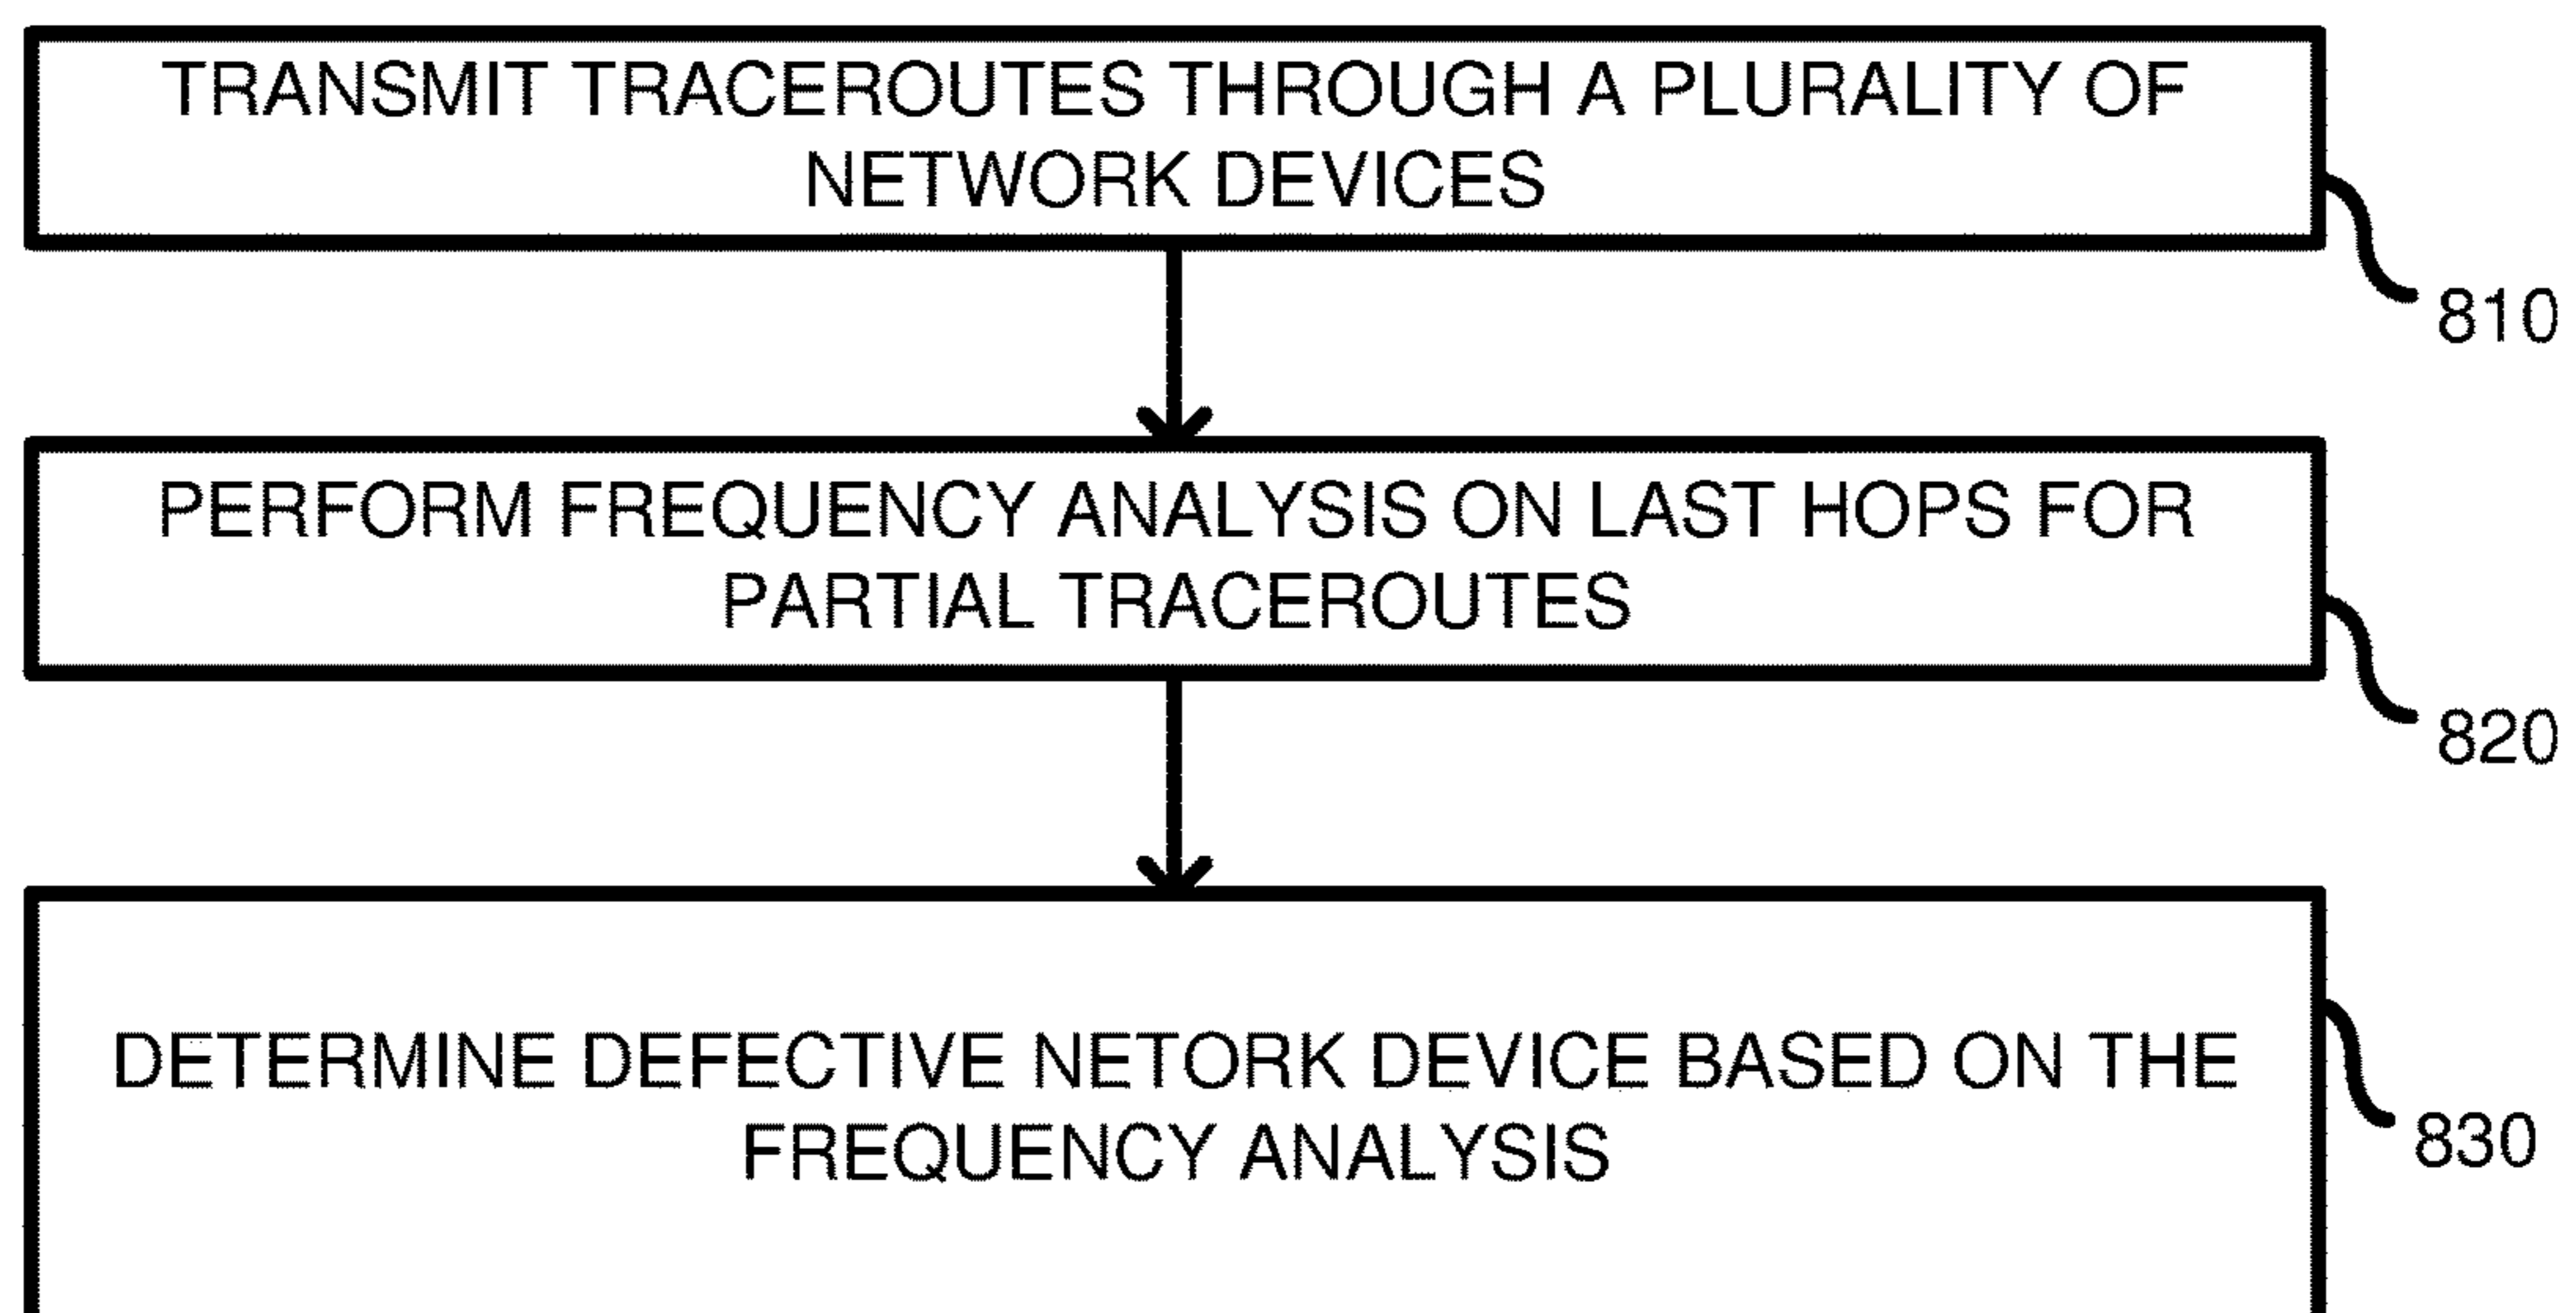 TRANSMIT TRACEROUTES THROUGH A PLURALITY OF
NETWORK DEVICES
810
PERFORM FREQUENCY ANALYSIS ON LAST HOPS FOR
PARTIAL TRACEROUTES
820
DETERMINE DEFECTIVE NETORK DEVICE BASED ON THE
FREQUENCY ANALYSIS
830